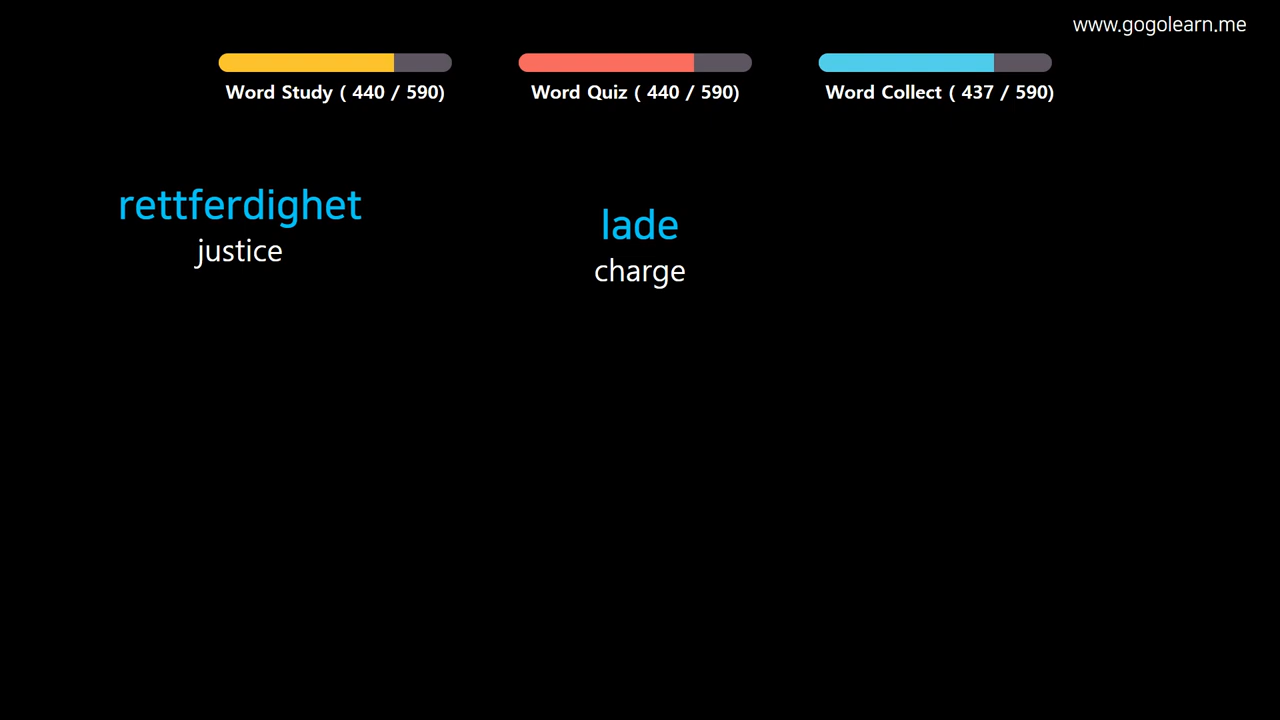 www.gogolearn.me
Word Study ( 440 / 590)
Word Quiz ( 440 / 590)
Word Collect ( 437 / 590)
rettferdighet
justice
lade
charge